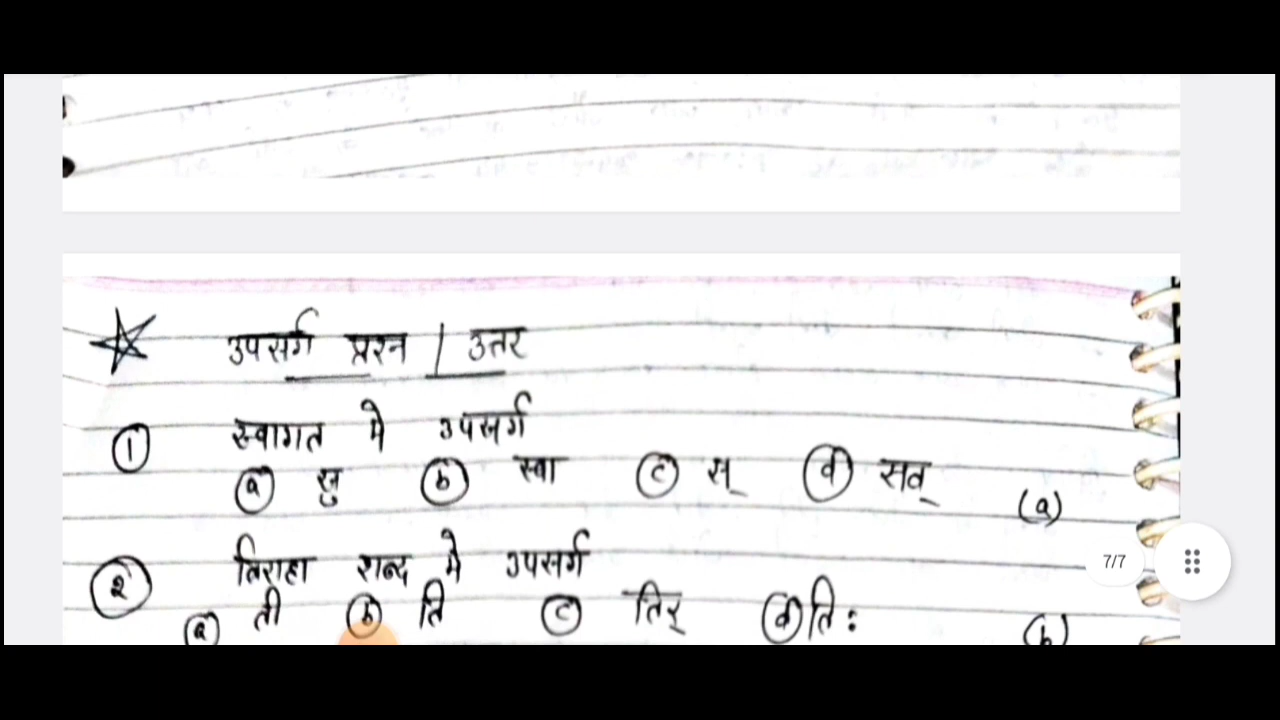 उपसर्ग प्रश्न / उत्तर
① स्वागत मे उपसर्ग
ⓐ सु ⓑ स्वा ⓒ स् ⓓ सव् (a)
② तिराहा शब्द मे उपसर्ग
ⓐ ती ⓑ ति ⓒ तिर् ⓓ ति: (b)
7/7